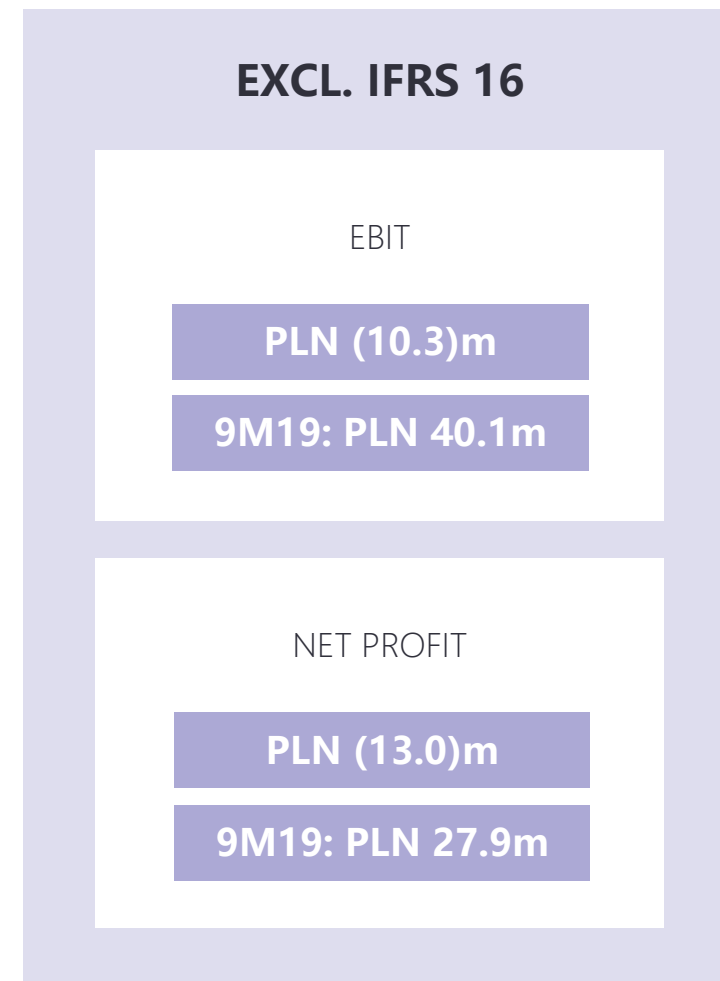 EXCL. IFRS 16
EBIT
PLN (10.3)m
9M19: PLN 40.1m
NET PROFIT
PLN (13.0)m
9M19: PLN 27.9m